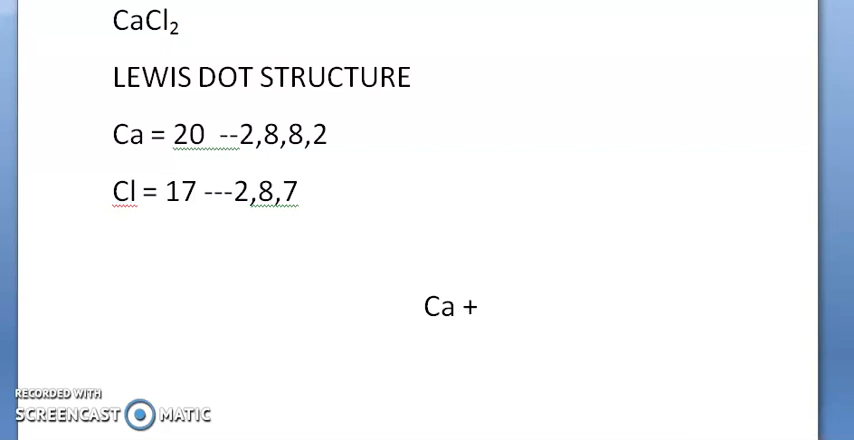 CaCl₂
LEWIS DOT STRUCTURE
Ca = 20 --2,8,8,2
Cl = 17 ---2,8,7
Ca +
RECORDED WITH
SCREENCAST MATIC